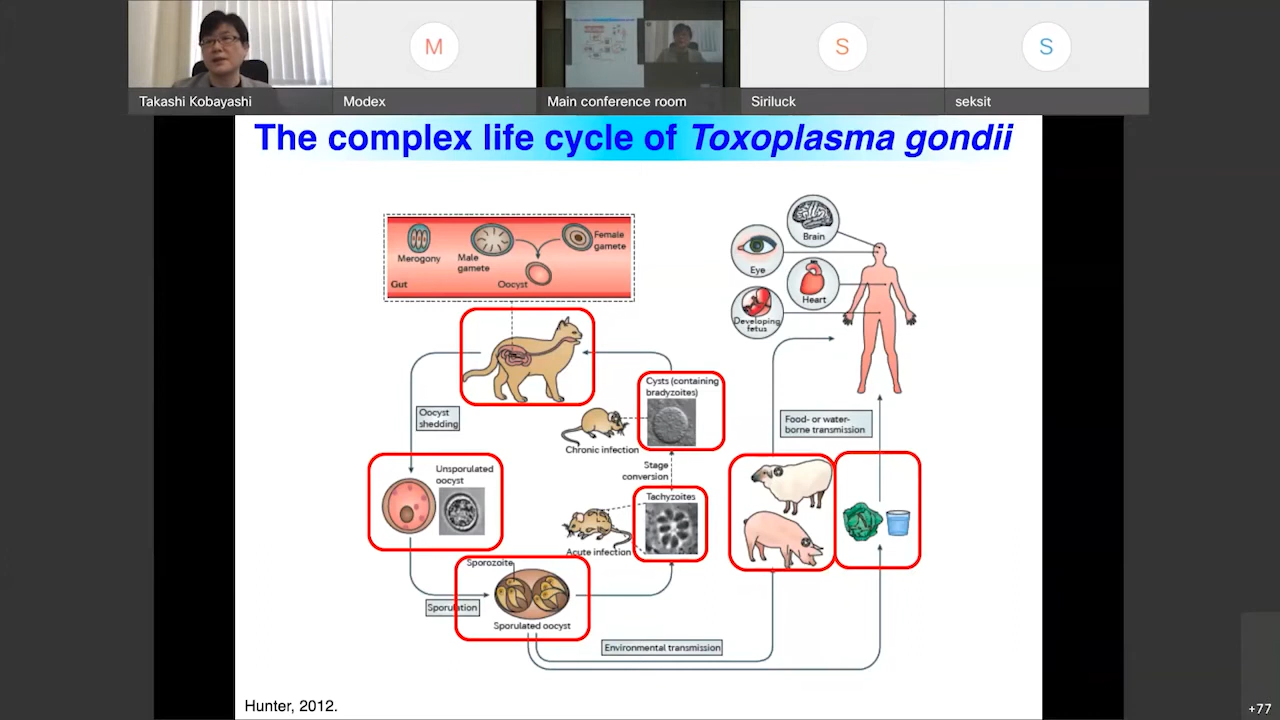 M
S
S
Takashi Kobayashi
Modex
Main conference room
Siriluck
seksit
The complex life cycle of Toxoplasma gondii
Merogony
Male
gamete
Female
gamete
Gut
Oocyst
Brain
Eye
Heart
Developing
fetus
Cysts (containing
bradyzoites)
Oocyst
shedding
Chronic infection
Food- or water-
borne transmission
Stage
conversion
Unsporulated
oocyst
Tachyzoites
Acute infection
Sporozoite
Sporulation
Sporulated oocyst
Environmental transmission
Hunter, 2012.
+77